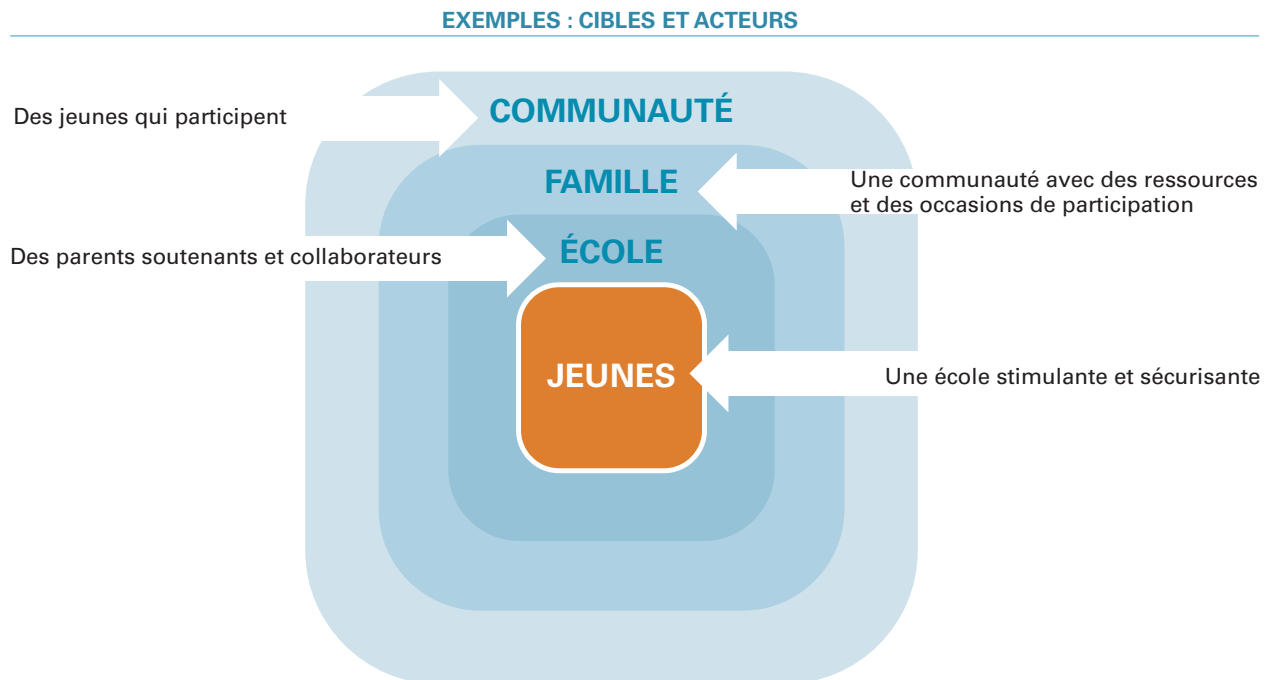 EXEMPLES : CIBLES ET ACTEURS
Des jeunes qui participent
COMMUNAUTÉ
FAMILLE
Une communauté avec des ressources
et des occasions de participation
Des parents soutenants et collaborateurs
ÉCOLE
JEUNES
Une école stimulante et sécurisante